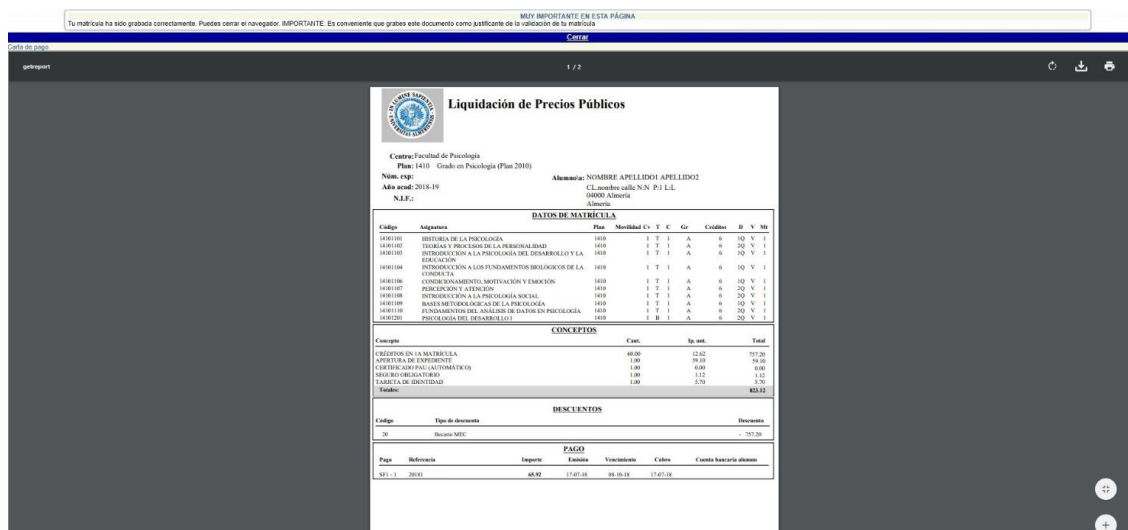 MUY IMPORTANTE EN ESTA PÁGINA
Tu matrícula ha sido grabada correctamente. Puedes cerrar el navegador. IMPORTANTE: Es conveniente que grabes este documento como justificante de la validación de tu matrícula
Cerrar
Carta de pago
getreport 1 / 2
Liquidación de Precios Públicos
Centro: Facultad de Psicología
Plan: 1410 Grado en Psicología (Plan 2010)
Núm. exp: Alumno\a: NOMBRE APELLIDO1 APELLIDO2
Año acad: 2018-19 CL.nombre calle N:N P:1 L:L
04000 Almería
N.I.F.: Almería
DATOS DE MATRÍCULA
Código Asignatura Plan Movilidad Cv T C Gr Créditos D V Mt
14101101 HISTORIA DE LA PSICOLOGÍA 1410 1 T 1 A 6 1Q V 1
14101102 TEORÍAS Y PROCESOS DE LA PERSONALIDAD 1410 1 T 1 A 6 2Q V 1
14101103 INTRODUCCIÓN A LA PSICOLOGÍA DEL DESARROLLO Y LA 1410 1 T 1 A 6 1Q V 1
EDUCACIÓN
14101104 INTRODUCCIÓN A LOS FUNDAMENTOS BIOLÓGICOS DE LA 1410 1 T 1 A 6 1Q V 1
CONDUCTA
14101106 CONDICIONAMIENTO, MOTIVACIÓN Y EMOCIÓN 1410 1 T 1 A 6 1Q V 1
14101107 PERCEPCIÓN Y ATENCIÓN 1410 1 T 1 A 6 2Q V 1
14101108 INTRODUCCIÓN A LA PSICOLOGÍA SOCIAL 1410 1 T 1 A 6 2Q V 1
14101109 BASES METODOLÓGICAS DE LA PSICOLOGÍA 1410 1 T 1 A 6 1Q V 1
14101110 FUNDAMENTOS DEL ANÁLISIS DE DATOS EN PSICOLOGÍA 1410 1 T 1 A 6 2Q V 1
14101201 PSICOLOGÍA DEL DESARROLLO I 1410 1 B 1 A 6 2Q V 1
CONCEPTOS
Concepto Cant. Ip. unt. Total
CRÉDITOS EN 1A MATRÍCULA 60.00 12.62 757.20
APERTURA DE EXPEDIENTE 1.00 59.10 59.10
CERTIFICADO PAU (AUTOMÁTICO) 1.00 0.00 0.00
SEGURO OBLIGATORIO 1.00 1.12 1.12
TARJETA DE IDENTIDAD 1.00 5.70 5.70
Totales: 823.12
DESCUENTOS
Código Tipo de descuento Descuento
20 Becario MEC - 757.20
PAGO
Pago Referencia Importe Emisión Vencimiento Cobro Cuenta bancaria alumno
SF1 - 1 20181 65.92 17-07-18 08-10-18 17-07-18